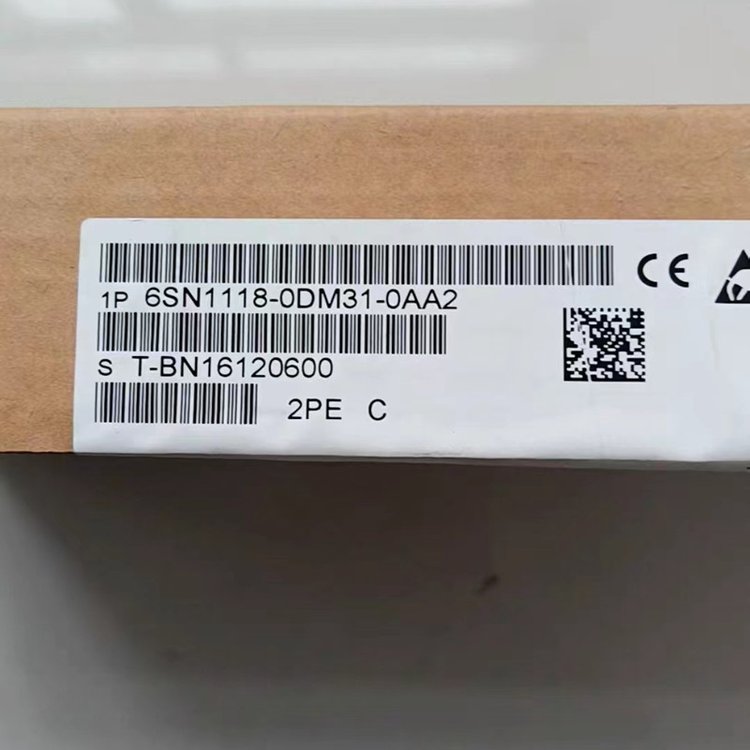 CE
1P 6SN1118-0DM31-0AA2
S T-BN16120600
2PE C